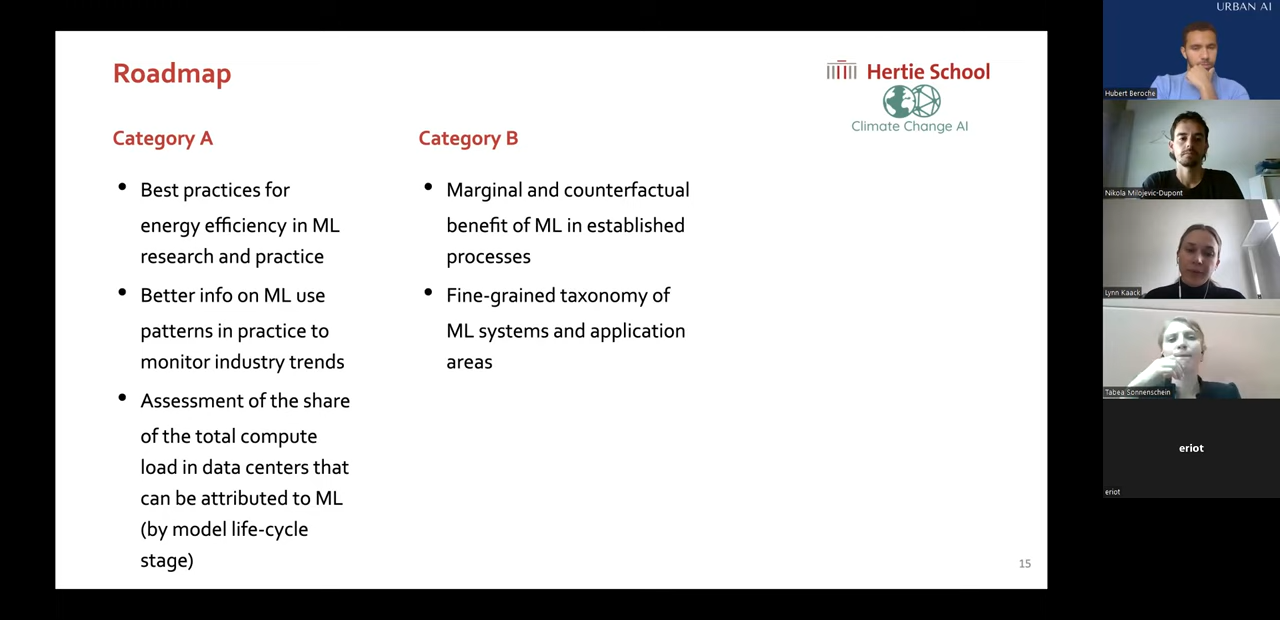 Roadmap
Hertie School
Climate Change AI
Category A
• Best practices for
energy efficiency in ML
research and practice
• Better info on ML use
patterns in practice to
monitor industry trends
• Assessment of the share
of the total compute
load in data centers that
can be attributed to ML
(by model life-cycle
stage)
Category B
• Marginal and counterfactual
benefit of ML in established
processes
• Fine-grained taxonomy of
ML systems and application
areas
15
URBAN AI
Hubert Beroche
Nikola Milojevic-Dupont
Lynn Kaack
Tabea Sonnenschein
eriot
eriot